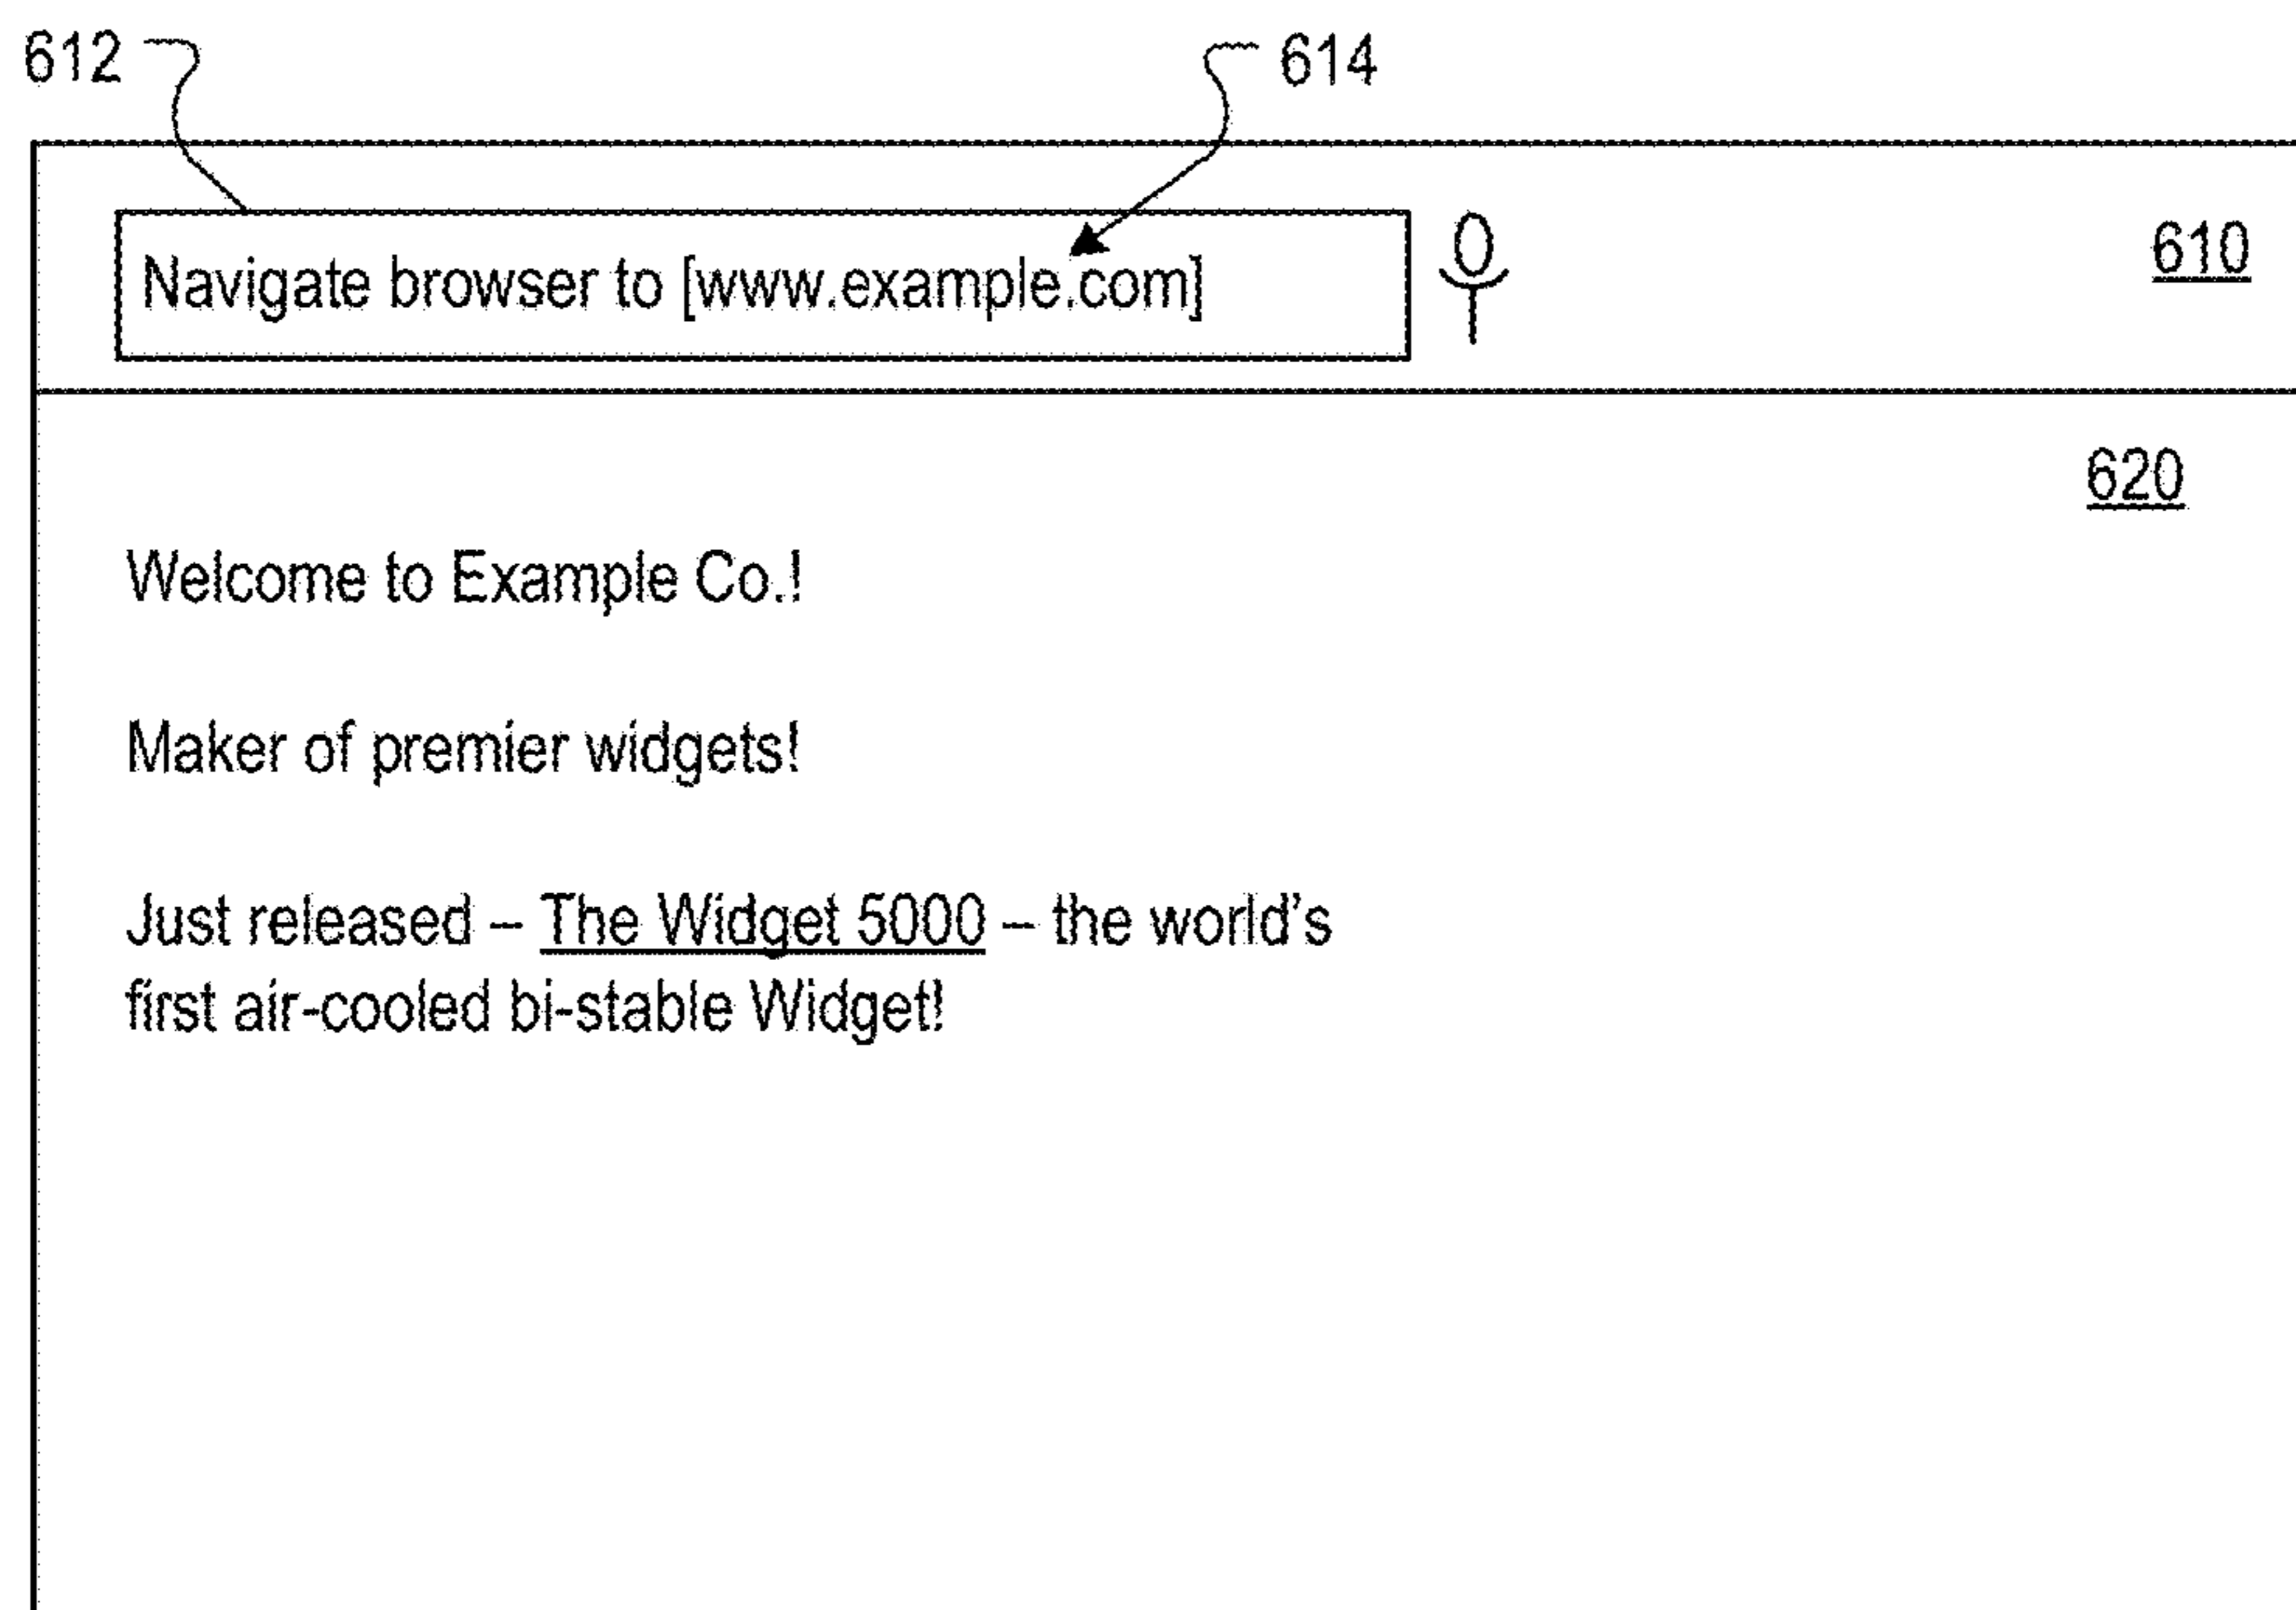 612
614
Navigate browser to [www.example.com]
610
620
Welcome to Example Co.!
Maker of premier widgets!
Just released – The Widget 5000 – the world's
first air-cooled bi-stable Widget!